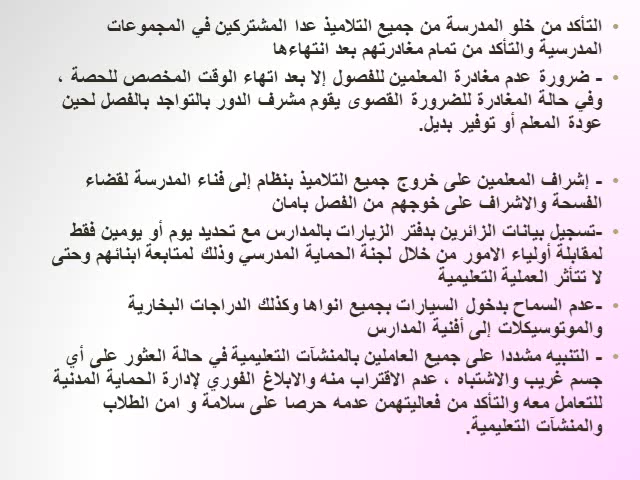 • التأكد من خلو المدرسة من جميع التلاميذ عدا المشتركين في المجموعات
المدرسية والتأكد من تمام مغادرتهم بعد انتهاءها
• - ضرورة عدم مغادرة المعلمين للفصول إلا بعد اتهاء الوقت المخصص للحصة ،
وفي حالة المغادرة للضرورة القصوى يقوم مشرف الدور بالتواجد بالفصل لحين
عودة المعلم أو توفير بديل.
• - إشراف المعلمين على خروج جميع التلاميذ بنظام إلى فناء المدرسة لقضاء
الفسحة والاشراف على خوجهم من الفصل بامان
• -تسجيل بيانات الزائرين بدفتر الزيارات بالمدارس مع تحديد يوم أو يومين فقط
لمقابلة أولياء الامور من خلال لجنة الحماية المدرسي وذلك لمتابعة ابنائهم وحتى
لا تتأثر العملية التعليمية
• -عدم السماح بدخول السيارات بجميع انواها وكذلك الدراجات البخارية
والموتوسيكلات إلى أفنية المدارس
• - التنبيه مشددا على جميع العاملين بالمنشآت التعليمية في حالة العثور على أي
جسم غريب والاشتباه ، عدم الاقتراب منه والابلاغ الفوري لإدارة الحماية المدنية
للتعامل معه والتأكد من فعاليتهمن عدمه حرصا على سلامة و امن الطلاب
والمنشآت التعليمية.